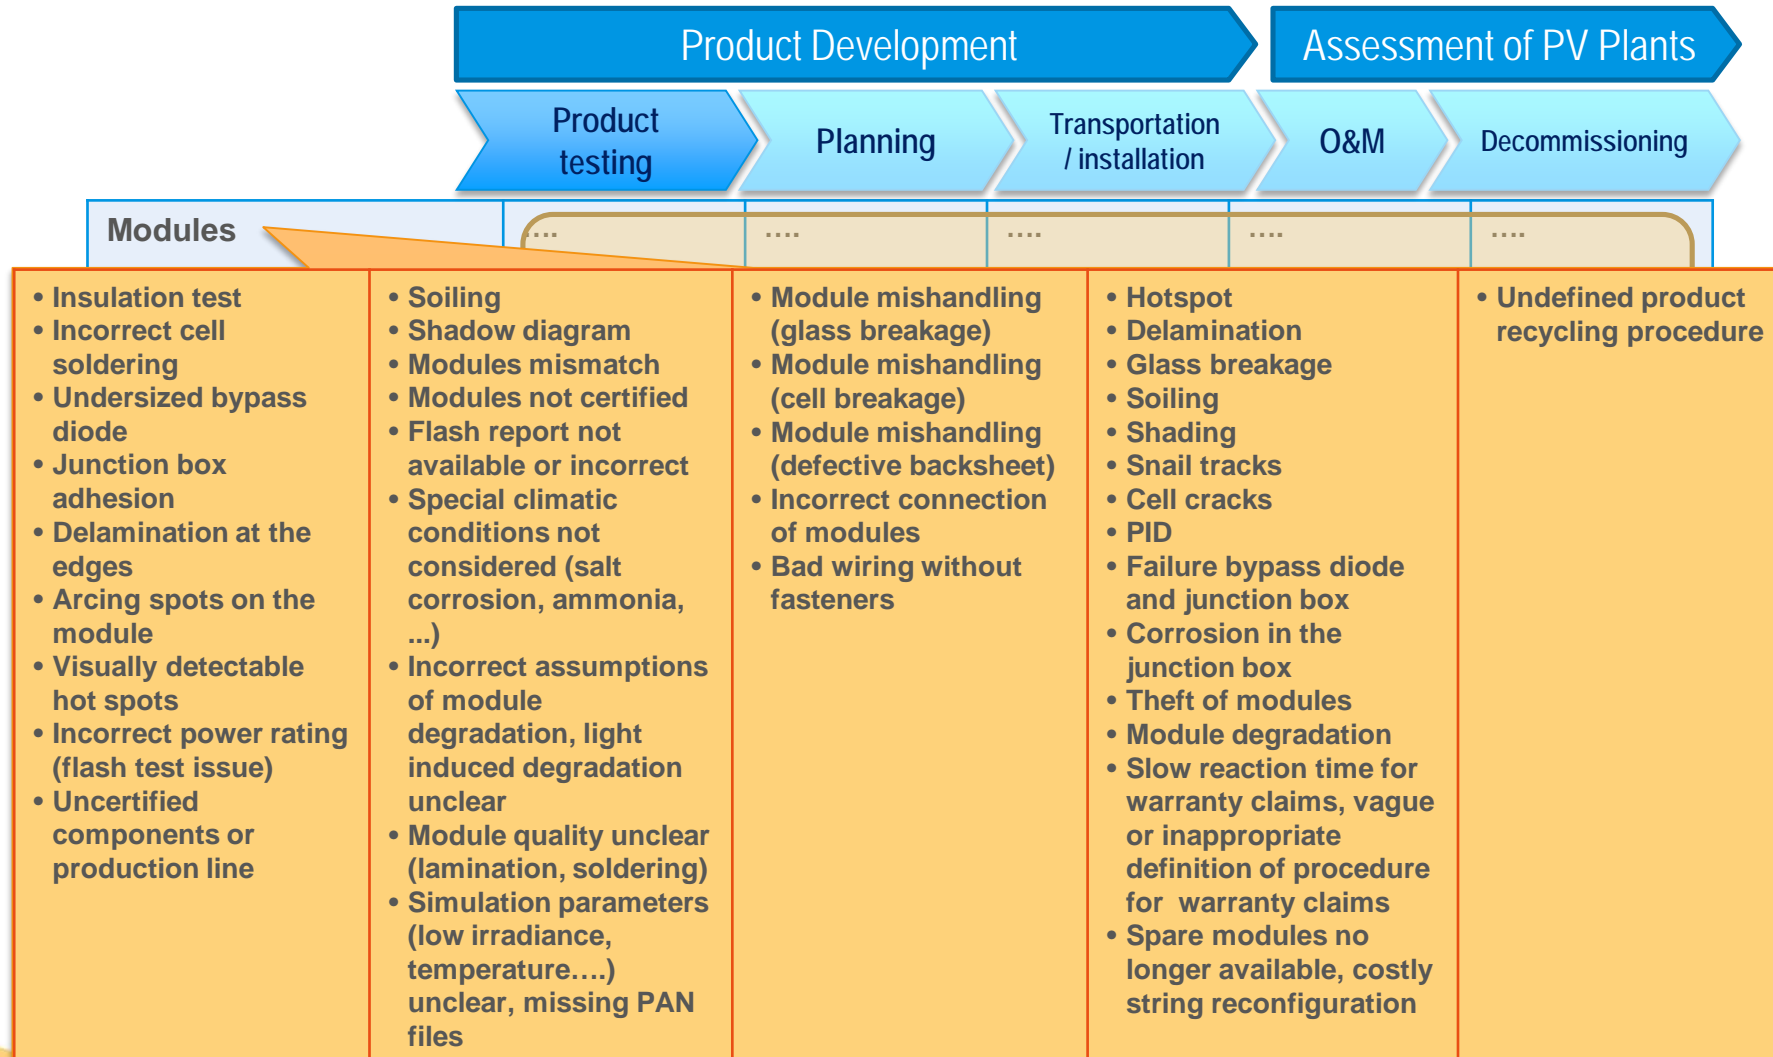 Product Development
Assessment of PV Plants
Product
testing
Planning
Transportation
/ installation
O&M
Decommissioning
Modules
....
....
....
....
....
• Insulation test
• Incorrect cell
soldering
• Undersized bypass
diode
• Junction box
adhesion
• Delamination at the
edges
• Arcing spots on the
module
• Visually detectable
hot spots
• Incorrect power rating
(flash test issue)
• Uncertified
components or
production line
• Soiling
• Shadow diagram
• Modules mismatch
• Modules not certified
• Flash report not
available or incorrect
• Special climatic
conditions not
considered (salt
corrosion, ammonia,
...)
• Incorrect assumptions
of module
degradation, light
induced degradation
unclear
• Module quality unclear
(lamination, soldering)
• Simulation parameters
(low irradiance,
temperature....)
unclear, missing PAN
files
• Module mishandling
(glass breakage)
• Module mishandling
(cell breakage)
• Module mishandling
(defective backsheet)
• Incorrect connection
of modules
• Bad wiring without
fasteners
• Hotspot
• Delamination
• Glass breakage
• Soiling
• Shading
• Snail tracks
• Cell cracks
• PID
• Failure bypass diode
and junction box
• Corrosion in the
junction box
• Theft of modules
• Module degradation
• Slow reaction time for
warranty claims, vague
or inappropriate
definition of procedure
for  warranty claims
• Spare modules no
longer available, costly
string reconfiguration
• Undefined product
recycling procedure